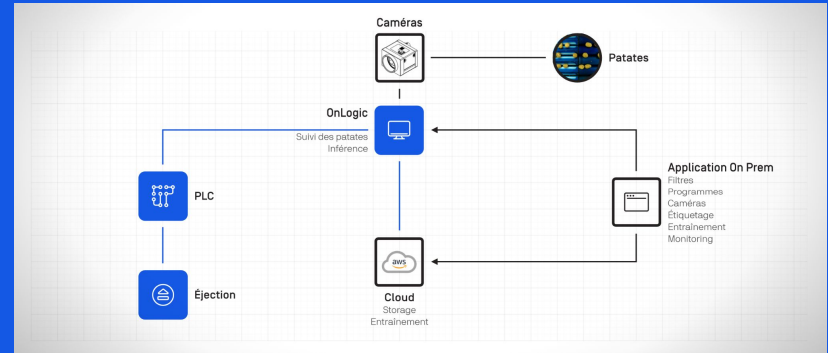 Caméras
Patates
OnLogic
Suivi des patates
Inférence
PLC
Application On Prem
Filtres
Programmes
Caméras
Étiquetage
Entraînement
Monitoring
aws
Éjection
Cloud
Storage
Entraînement